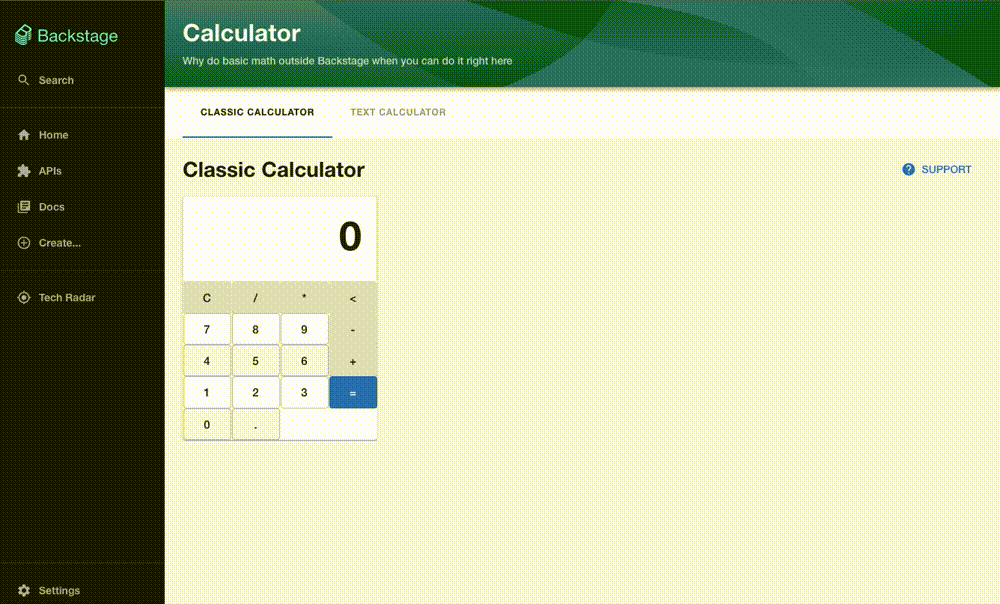 Backstage
Search
Home
APIs
Docs
Create...
Tech Radar
Settings
Calculator
Why do basic math outside Backstage when you can do it right here
CLASSIC CALCULATOR TEXT CALCULATOR
Classic Calculator
? SUPPORT
0
C / * <
7 8 9 -
4 5 6 +
1 2 3 =
0 .